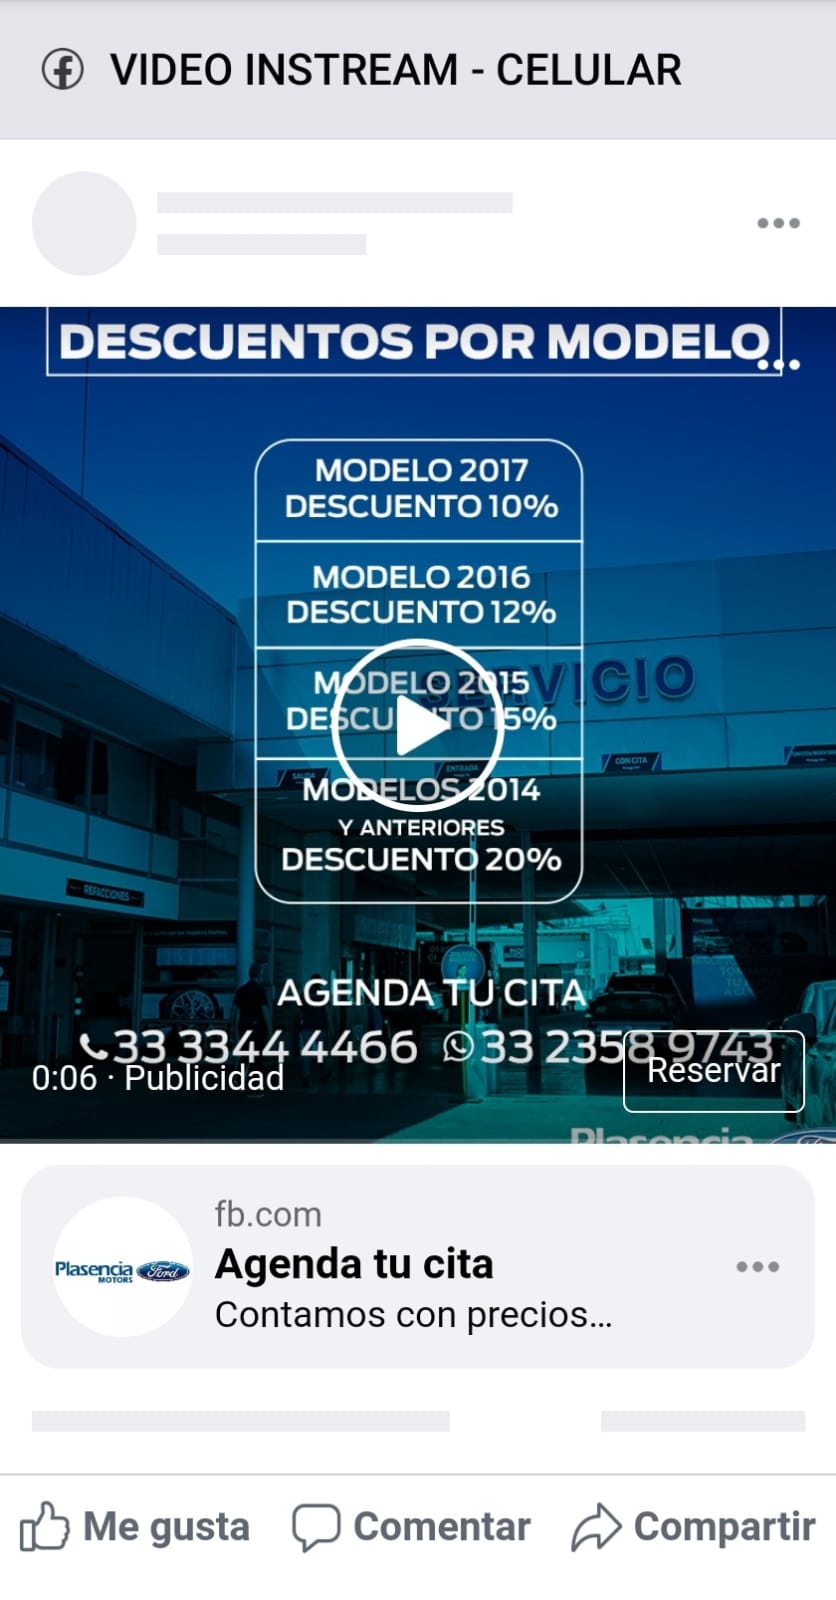 VIDEO INSTREAM - CELULAR
DESCUENTOS POR MODELO
...
MODELO 2017
DESCUENTO 10%
MODELO 2016
DESCUENTO 12%
MODELO 2015
SERVICIO
DESCUENTO 15%
CON CITA
SALIDA
ENTRADA
MODELOS 2014
Y ANTERIORES
DESCUENTO 20%
REFACCIONES
AGENDA TU CITA
33 3344 4466 33 2358 9743
0:06 · Publicidad
Reservar
Plasencia
fb.com
Plasencia
MOTORS
Ford
Agenda tu cita
Contamos con precios...
Me gusta Comentar Compartir